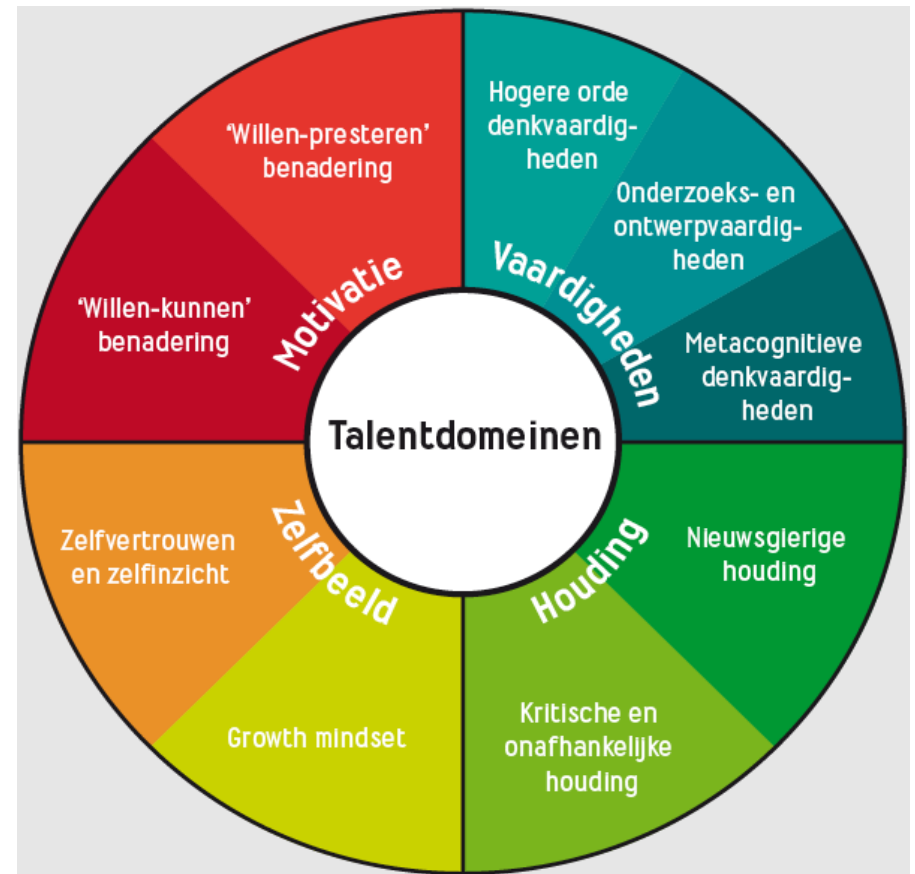 Talentdomeinen
Motivatie
'Willen-presteren'
benadering
'Willen-kunnen'
benadering
Vaardigheden
Hogere orde
denkvaardig-
heden
Onderzoeks- en
ontwerpvaardig-
heden
Metacognitieve
denkvaardig-
heden
Houding
Nieuwsgierige
houding
Kritische en
onafhankelijke
houding
Zelfbeeld
Growth mindset
Zelfvertrouwen
en zelfinzicht